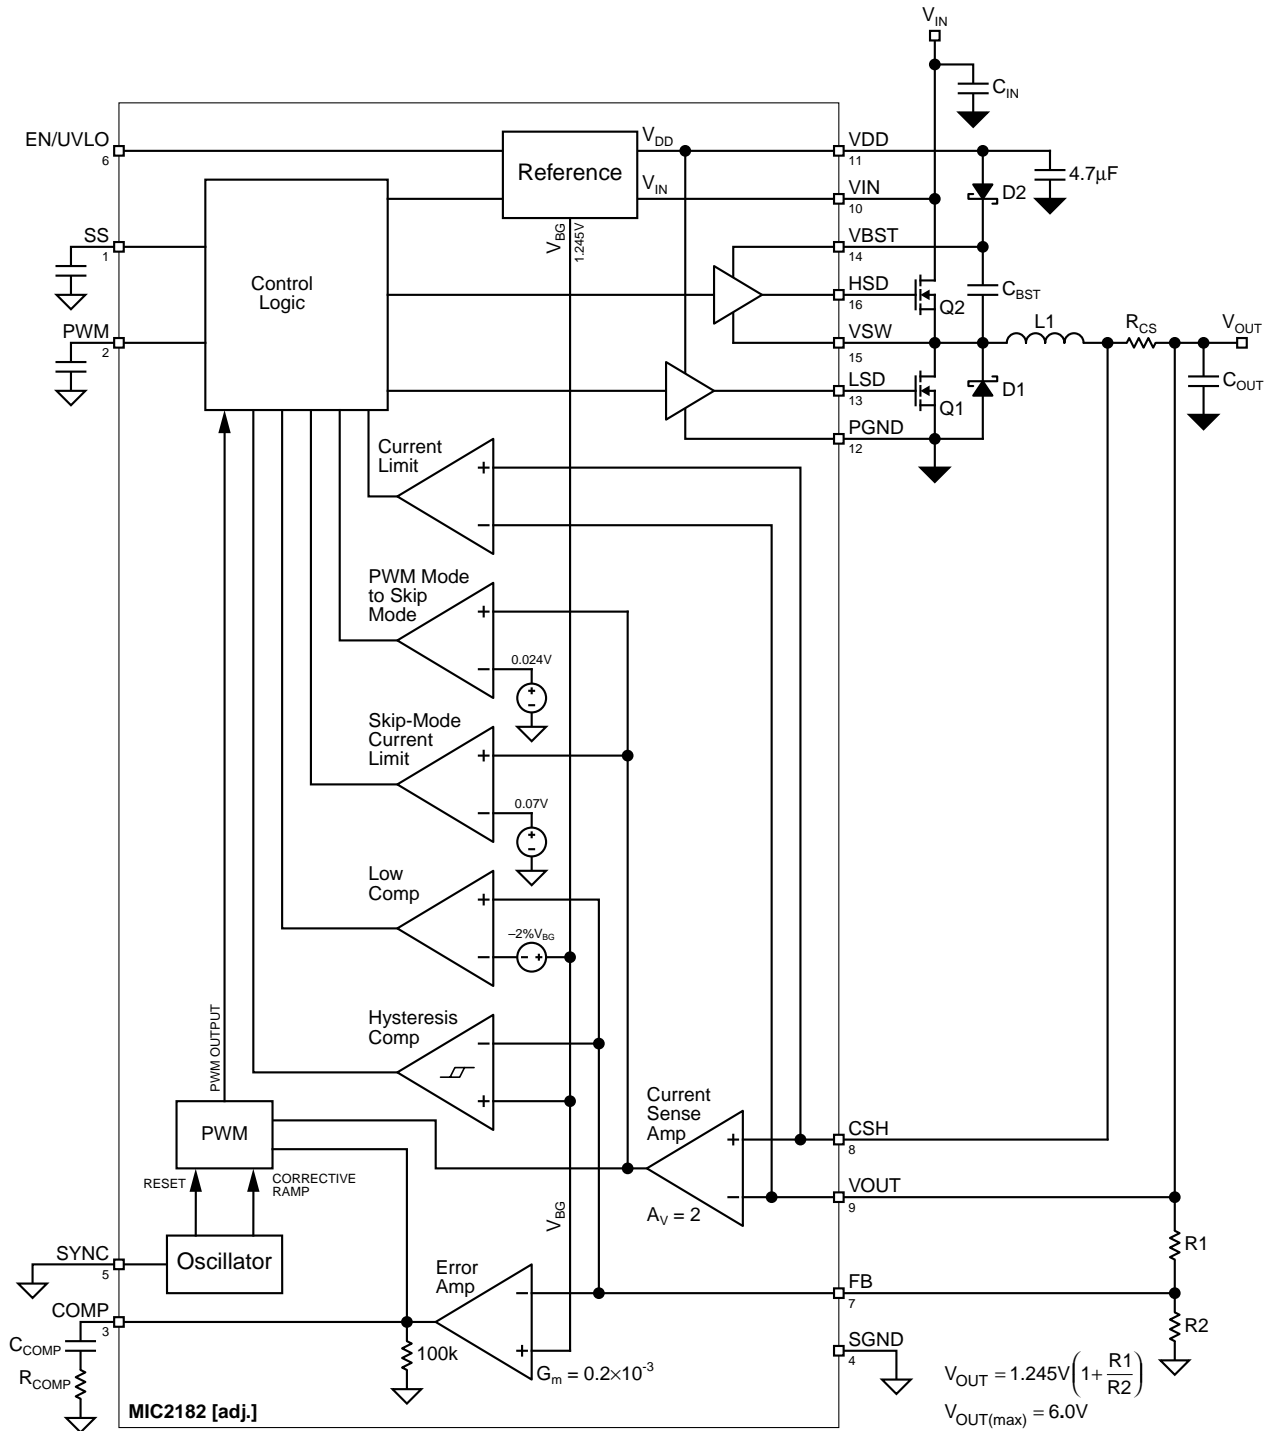 VIN
CIN
EN/UVLO
6
Reference
VDD
VIN
VDD
11
4.7µF
D2
VIN
10
VBG
1.245V
SS
1
Control
Logic
VBST
14
HSD
16
Q2
CBST
PWM
2
VSW
15
L1
RCS
VOUT
LSD
13
Q1
D1
COUT
PGND
12
Current
Limit
+
−
PWM Mode
to Skip
Mode
+
−
0.024V
+
−
Skip-Mode
Current
Limit
+
−
0.07V
+
−
Low
Comp
+
−
–2%VBG
- +
Hysteresis
Comp
−
+
PWM OUTPUT
PWM
Current
Sense
Amp
+
−
AV = 2
CSH
8
RESET
CORRECTIVE
RAMP
VBG
VOUT
9
R1
SYNC
5
Oscillator
Error
Amp
−
+
FB
7
R2
COMP
3
100k
Gm = 0.2×10-3
SGND
4
CCOMP
RCOMP
VOUT = 1.245V(1+R1/R2)
VOUT(max) = 6.0V
MIC2182 [adj.]